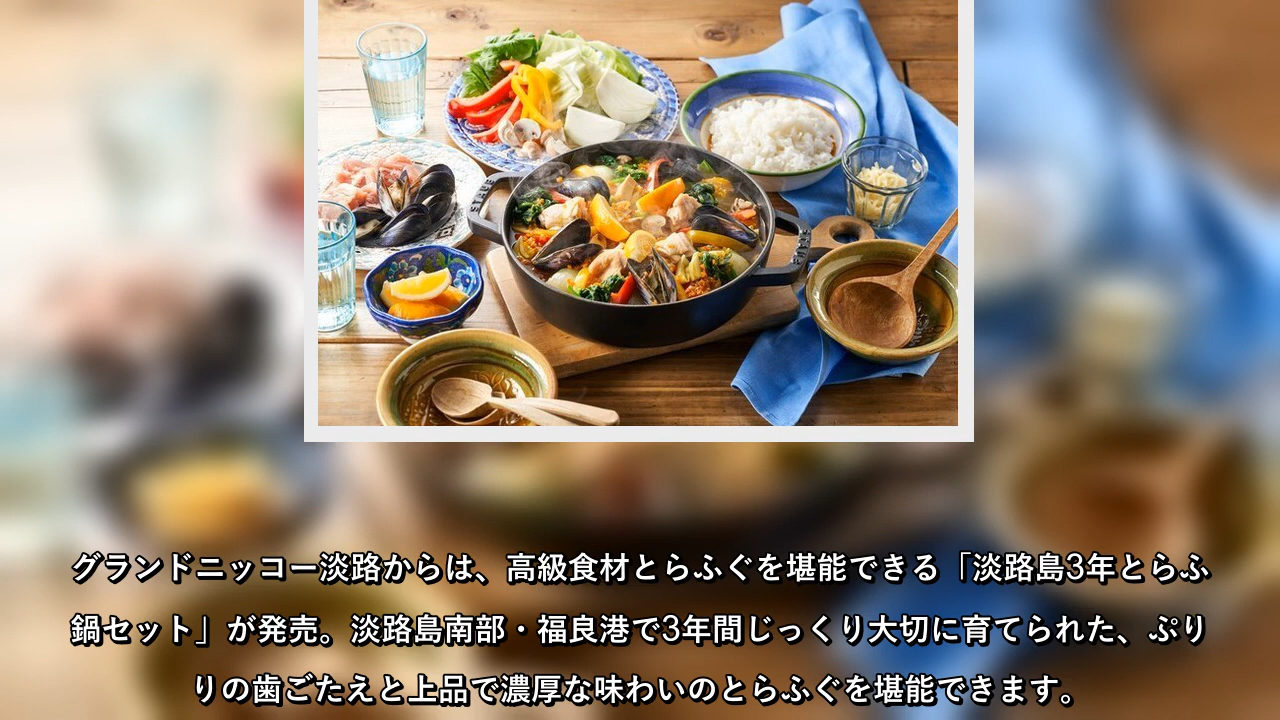 グランドニッコー淡路からは、高級食材とらふぐを堪能できる「淡路島3年とらふ
鍋セット」が発売。淡路島南部・福良港で3年間じっくり大切に育てられた、ぷり
りの歯ごたえと上品で濃厚な味わいのとらふぐを堪能できます。